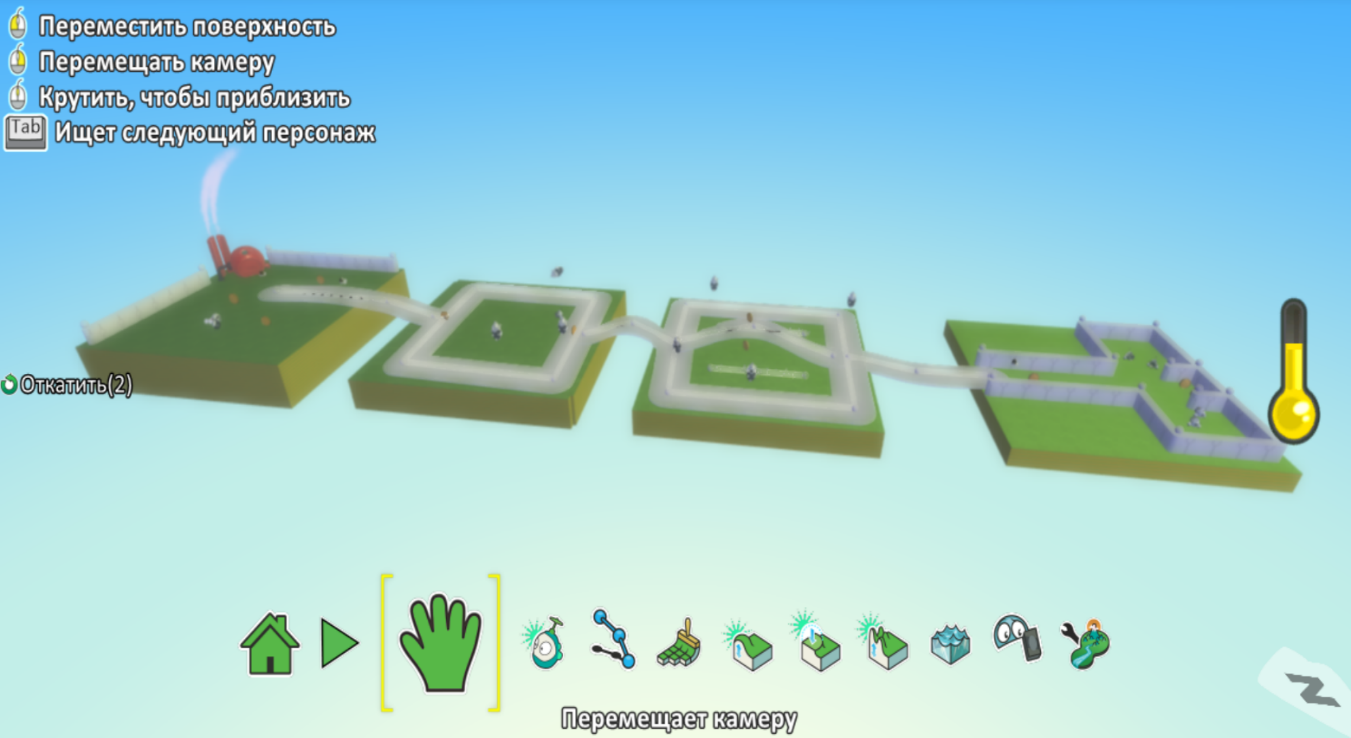 Переместить поверхность
Перемещать камеру
Крутить, чтобы приблизить
Tab Ищет следующий персонаж
Откатить(2)
Перемещает камеру